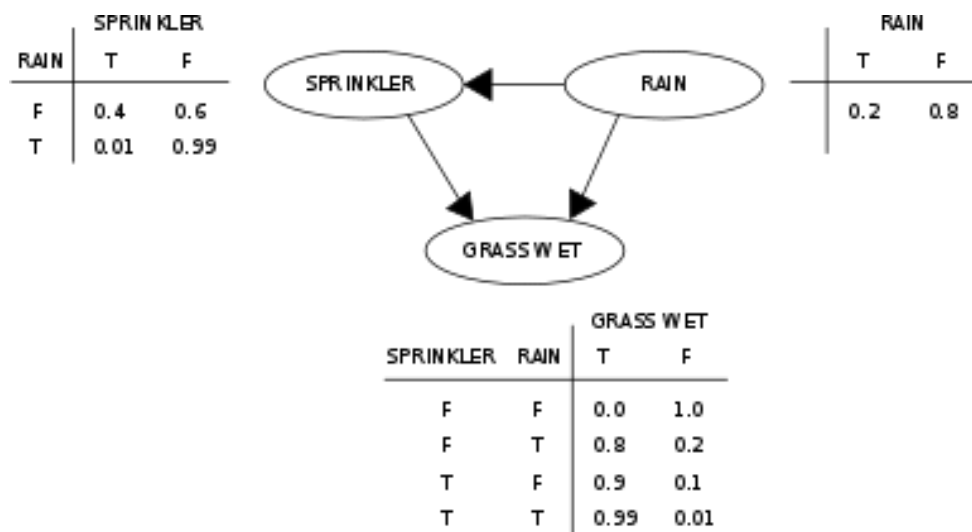 SPRINKLER
RAIN T F
F 0.4 0.6
T 0.01 0.99
SPRINKLER
RAIN
RAIN
T F
0.2 0.8
GRASS WET
GRASS WET
SPRINKLER RAIN T F
F F 0.0 1.0
F T 0.8 0.2
T F 0.9 0.1
T T 0.99 0.01